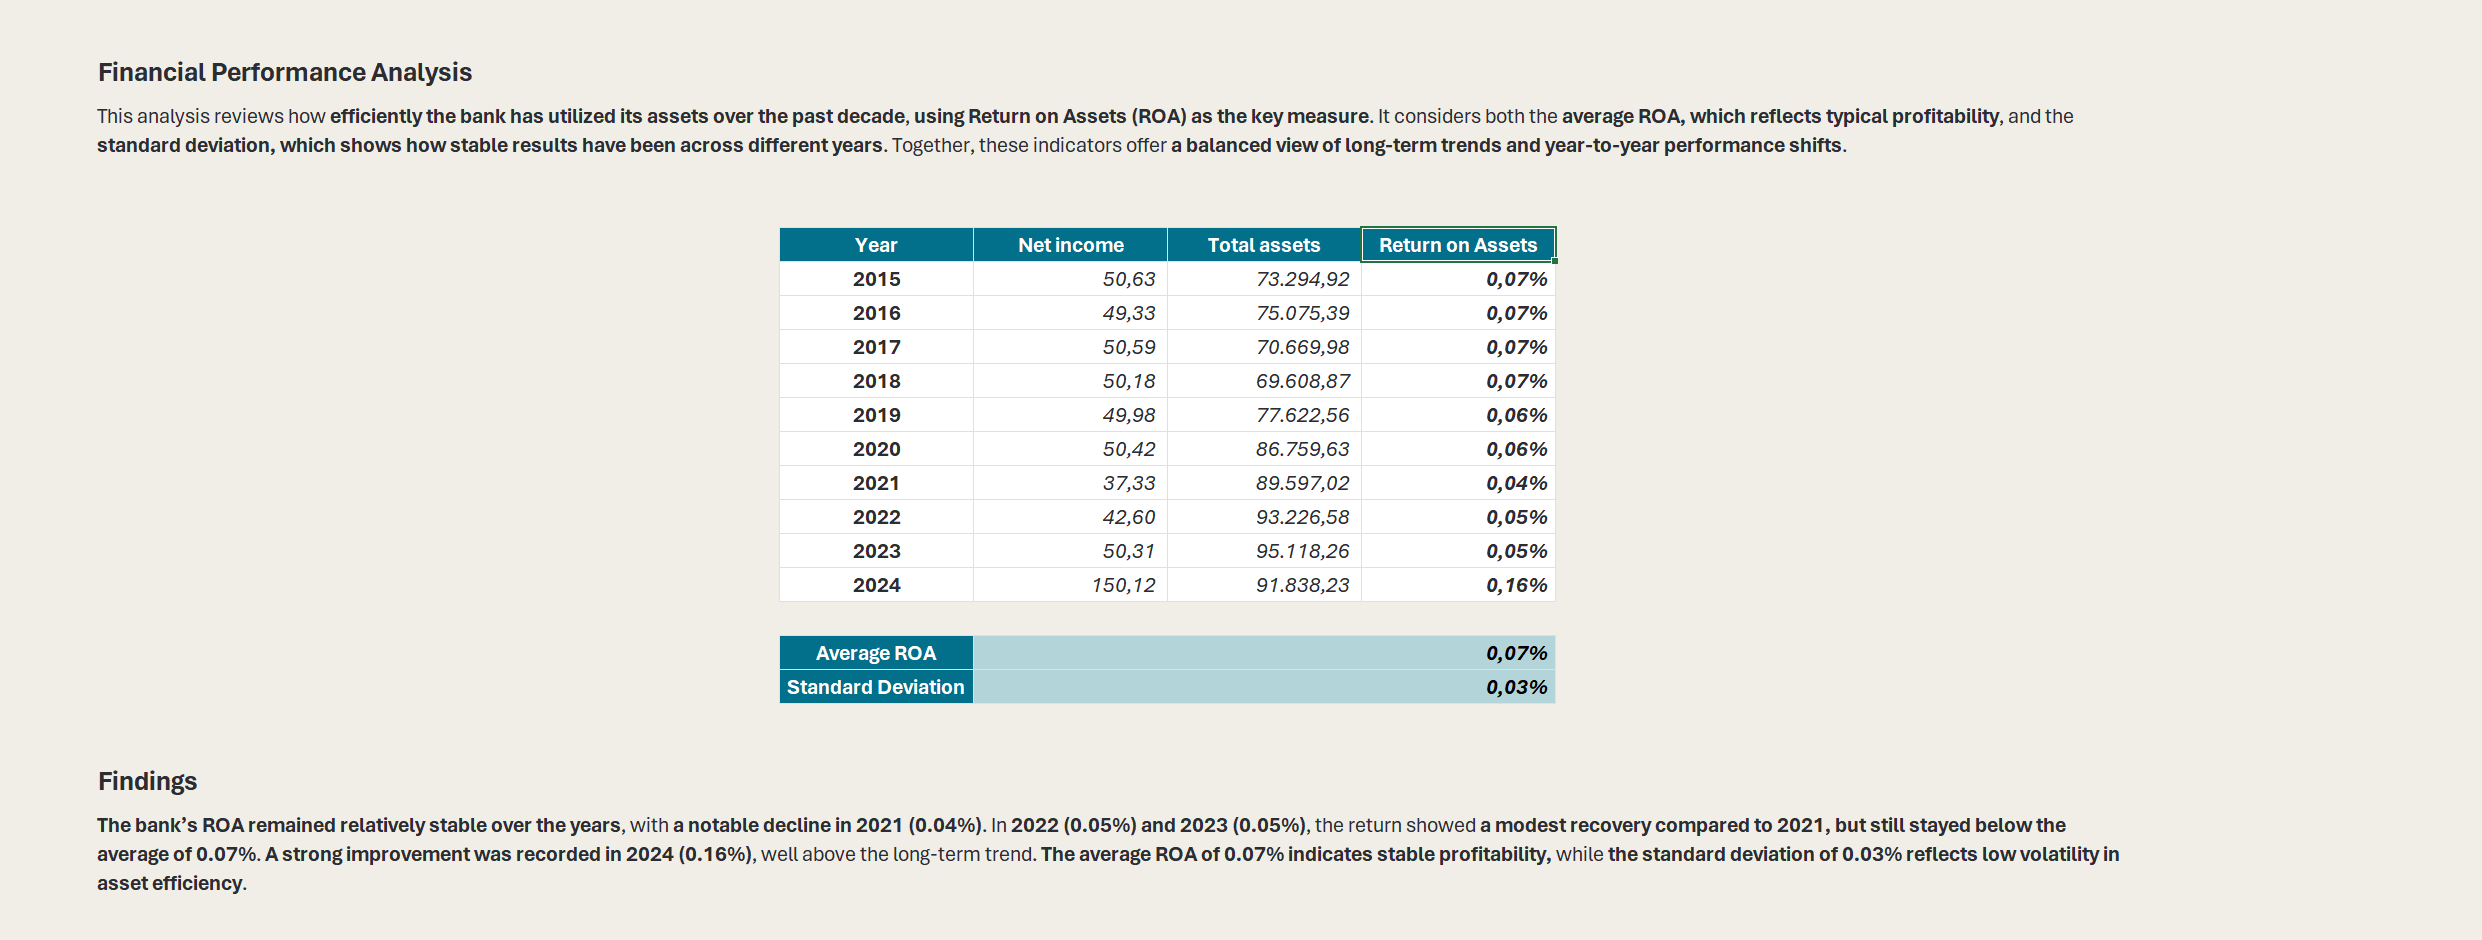 Financial Performance Analysis
This analysis reviews how efficiently the bank has utilized its assets over the past decade, using Return on Assets (ROA) as the key measure. It considers both the average ROA, which reflects typical profitability, and the
standard deviation, which shows how stable results have been across different years. Together, these indicators offer a balanced view of long-term trends and year-to-year performance shifts.
Year Net income Total assets Return on Assets
2015 50,63 73.294,92 0,07%
2016 49,33 75.075,39 0,07%
2017 50,59 70.669,98 0,07%
2018 50,18 69.608,87 0,07%
2019 49,98 77.622,56 0,06%
2020 50,42 86.759,63 0,06%
2021 37,33 89.597,02 0,04%
2022 42,60 93.226,58 0,05%
2023 50,31 95.118,26 0,05%
2024 150,12 91.838,23 0,16%
Average ROA 0,07%
Standard Deviation 0,03%
Findings
The bank’s ROA remained relatively stable over the years, with a notable decline in 2021 (0.04%). In 2022 (0.05%) and 2023 (0.05%), the return showed a modest recovery compared to 2021, but still stayed below the
average of 0.07%. A strong improvement was recorded in 2024 (0.16%), well above the long-term trend. The average ROA of 0.07% indicates stable profitability, while the standard deviation of 0.03% reflects low volatility in
asset efficiency.